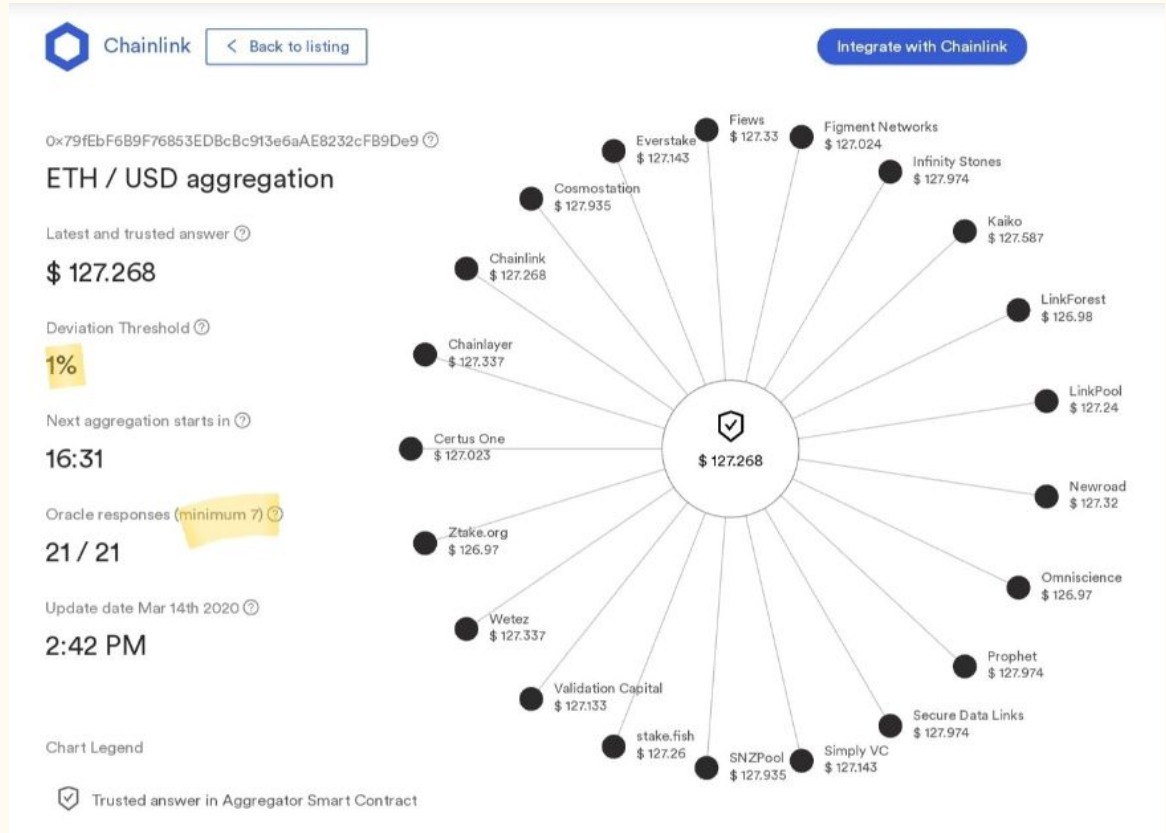 Chainlink
Back to listing
Integrate with Chainlink
0x79fEbF6B9F76853EDBcBc913e6aAE8232cFB9De9
ETH / USD aggregation
Latest and trusted answer
$ 127.268
Deviation Threshold
1%
Next aggregation starts in
16:31
Oracle responses (minimum 7)
21 / 21
Update date Mar 14th 2020
2:42 PM
Chart Legend
Trusted answer in Aggregator Smart Contract
Fiews
$ 127.33
Figment Networks
$ 127.024
Infinity Stones
$ 127.974
Kaiko
$ 127.587
LinkForest
$ 126.98
LinkPool
$ 127.24
Newroad
$ 127.32
Omniscience
$ 126.97
Prophet
$ 127.974
Secure Data Links
$ 127.974
Simply VC
$ 127.143
SNZPool
$ 127.935
stake.fish
$ 127.26
Validation Capital
$ 127.133
Wetez
$ 127.337
Ztake.org
$ 126.97
Certus One
$ 127.023
Chainlayer
$ 127.337
Chainlink
$ 127.268
Cosmostation
$ 127.935
Everstake
$ 127.143
$ 127.268